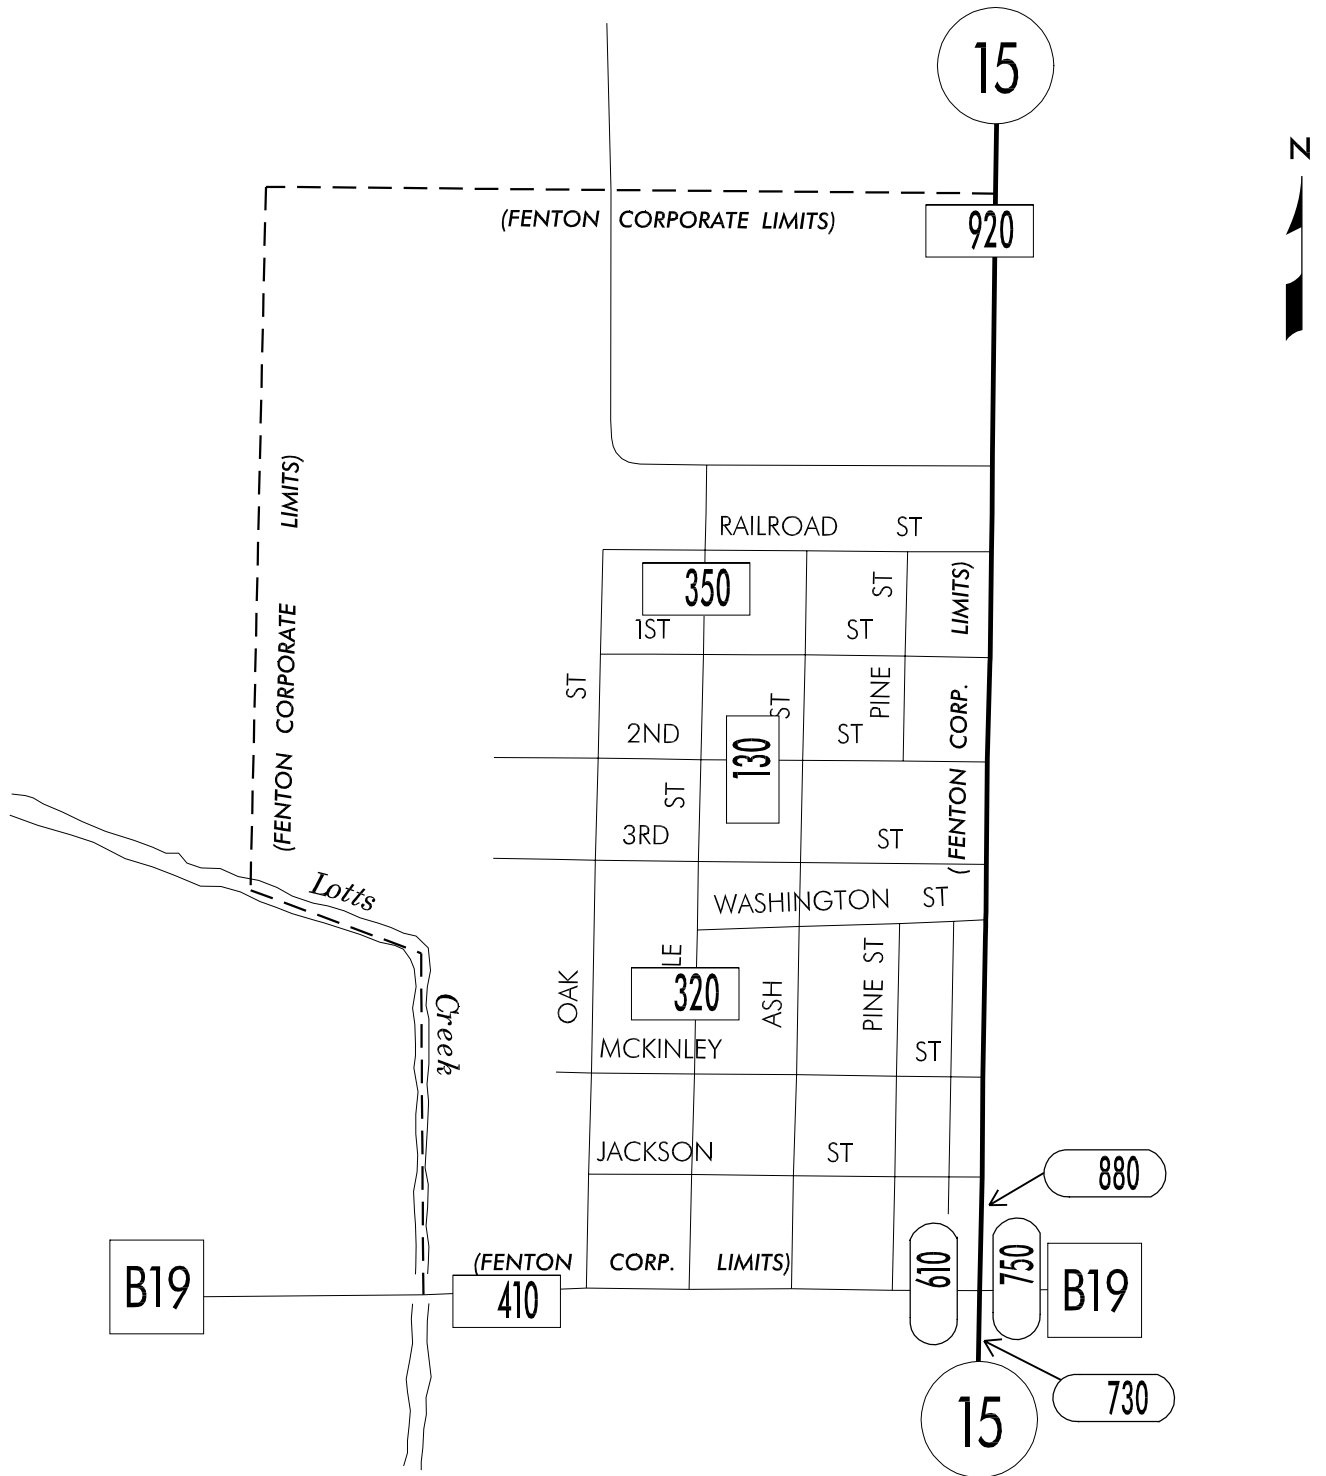 15
N
(FENTON CORPORATE LIMITS)
920
(FENTON CORPORATE LIMITS)
RAILROAD ST
350
ST
(FENTON CORP. LIMITS)
1ST ST
ST
PINE
ST
2ND ST
130
ST
3RD ST
Lotts
WASHINGTON ST
LE
320
OAK
ASH
PINE ST
Creek
MCKINLEY ST
JACKSON ST
880
(FENTON CORP. LIMITS)
610
750
B19
410
B19
730
15